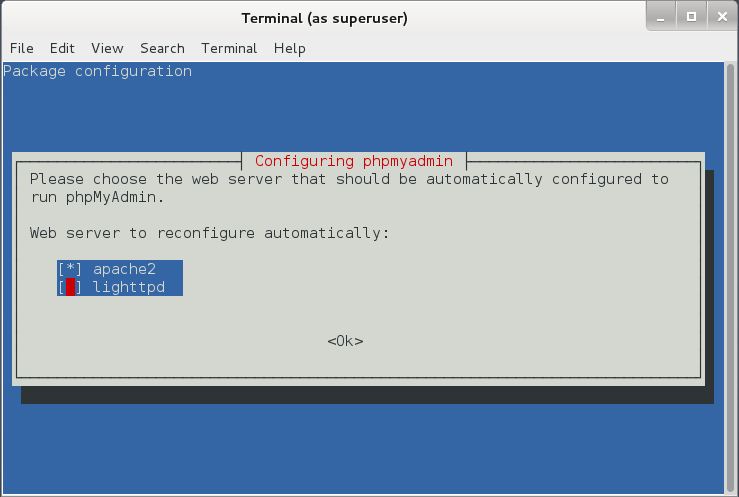 Terminal (as superuser)
File Edit View Search Terminal Help
Package configuration
Configuring phpmyadmin
Please choose the web server that should be automatically configured to
run phpMyAdmin.
Web server to reconfigure automatically:
[*] apache2
[ ] lighttpd
<Ok>